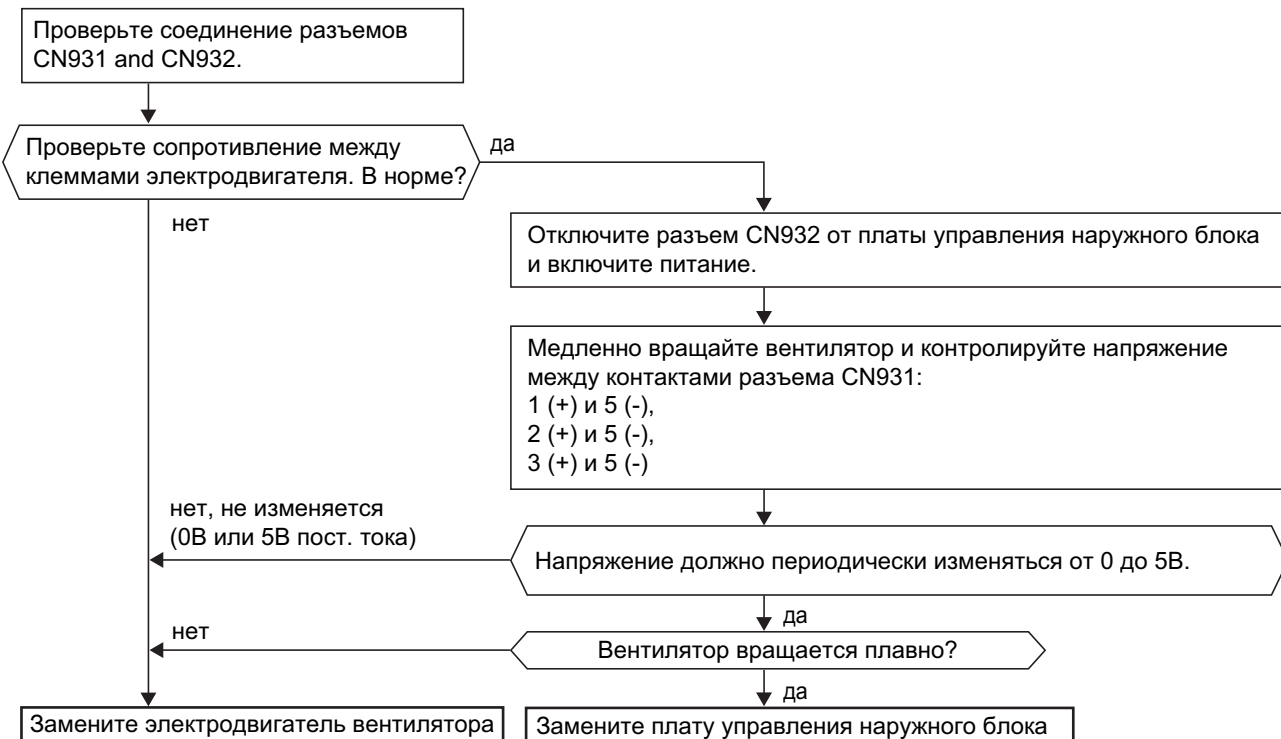 Проверьте соединение разъемов
CN931 and CN932.
Проверьте сопротивление между
клеммами электродвигателя. В норме?
да
нет
Отключите разъем CN932 от платы управления наружного блока
и включите питание.
Медленно вращайте вентилятор и контролируйте напряжение
между контактами разъема CN931:
1 (+) и 5 (-),
2 (+) и 5 (-),
3 (+) и 5 (-)
нет, не изменяется
(0В или 5В пост. тока)
Напряжение должно периодически изменяться от 0 до 5В.
да
нет
Вентилятор вращается плавно?
да
Замените электродвигатель вентилятора
Замените плату управления наружного блока